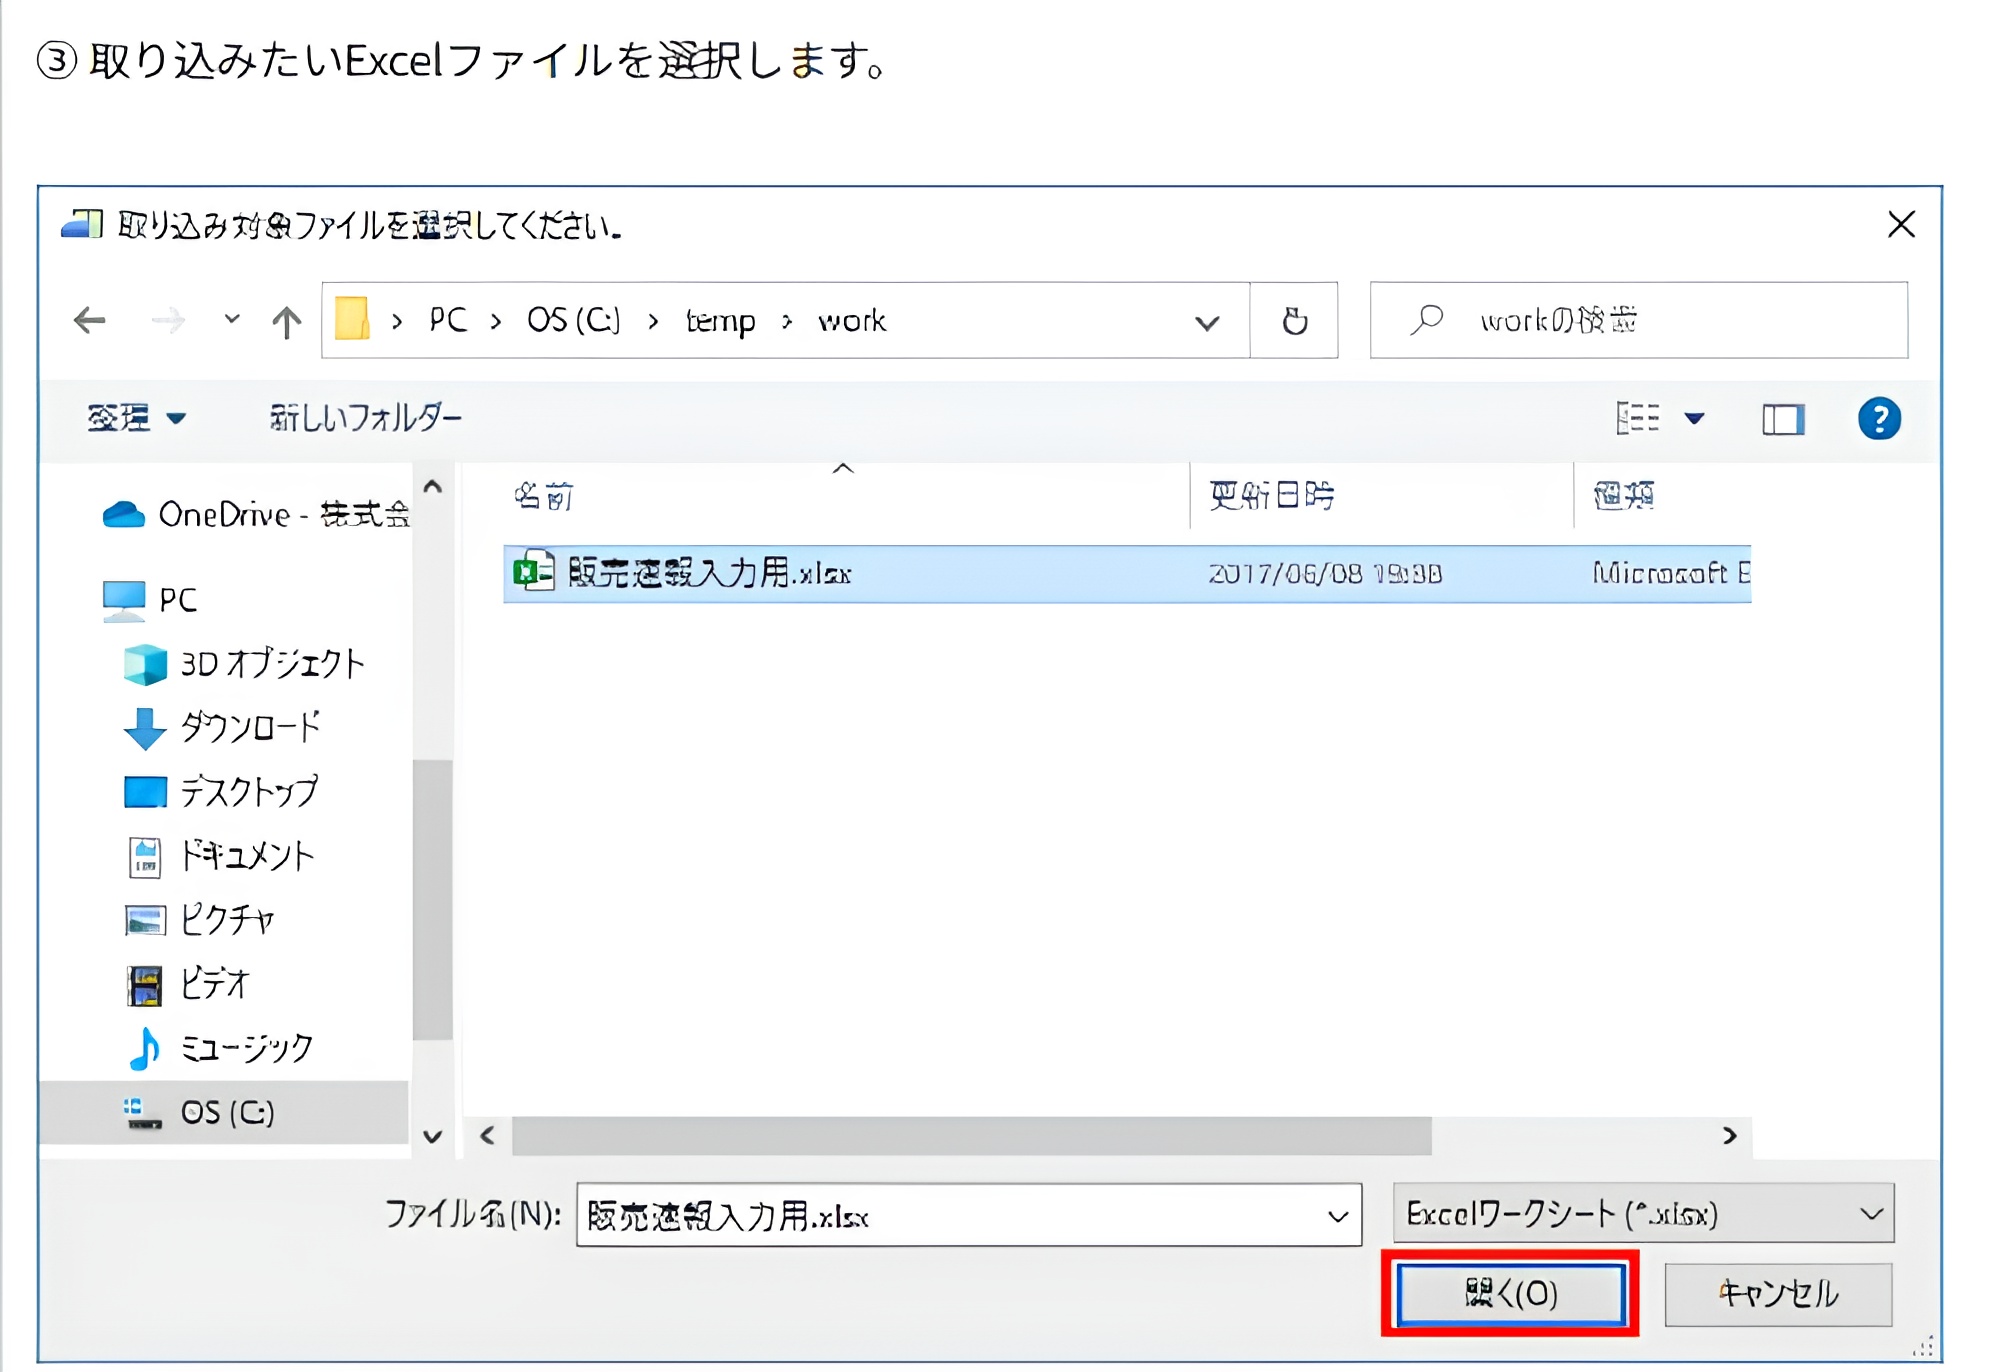 ③ 取り込みたいExcelファイルを選択します。
取り込み対象ファイルを選択してください。
PC > OS (C:) > temp > work
workの検索
整理
新しいフォルダー
名前
更新日時
種類
OneDrive - 株式会
販売速報入力用.xlsx
2017/06/08
Microsoft E
PC
3D オブジェクト
ダウンロード
デスクトップ
ドキュメント
ピクチャ
ビデオ
ミュージック
OS (C:)
ファイル名(N):
販売速報入力用.xlsx
Excelワークシート (*.xlsx)
開く(O)
キャンセル